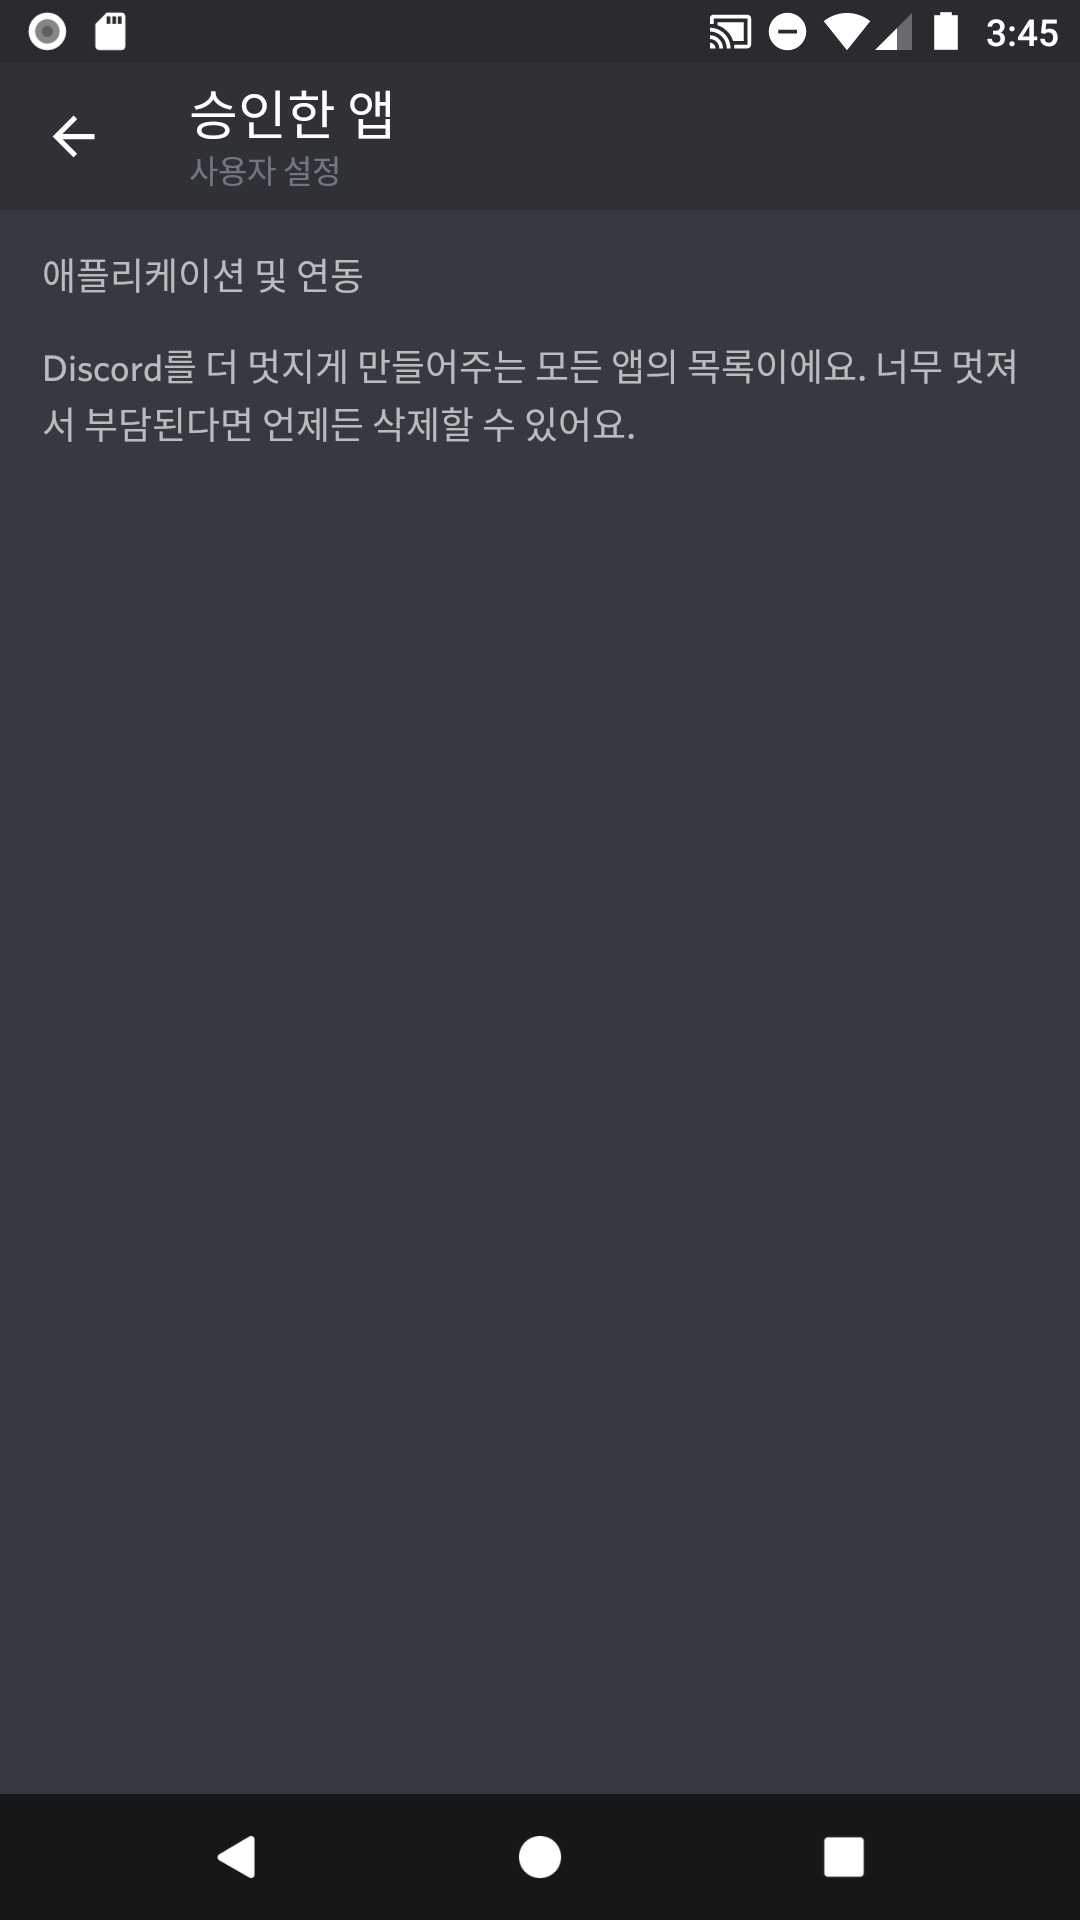 3:45
승인한 앱
사용자 설정
애플리케이션 및 연동
Discord를 더 멋지게 만들어주는 모든 앱의 목록이에요. 너무 멋져
서 부담된다면 언제든 삭제할 수 있어요.